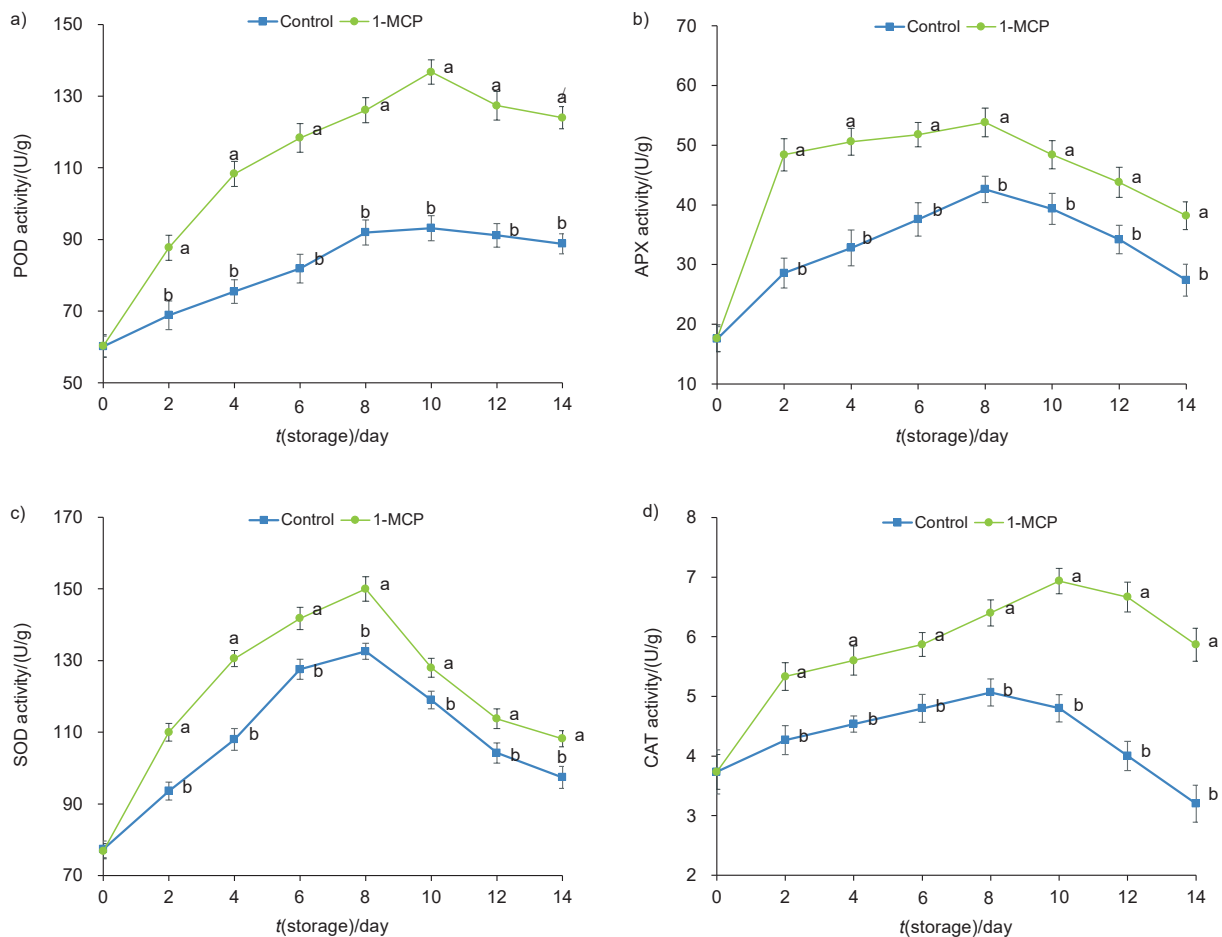 a)
Control 1-MCP
150
130
110
90
70
50
POD activity/(U/g)
a
a
a
a
a
a
a
b
b
b
b
b
b
b
0 2 4 6 8 10 12 14
t(storage)/day
b)
Control 1-MCP
70
60
50
40
30
20
10
APX activity/(U/g)
a
a
a
a
a
a
a
b
b
b
b
b
b
b
0 2 4 6 8 10 12 14
t(storage)/day
c)
Control 1-MCP
170
150
130
110
90
70
SOD activity/(U/g)
a
a
a
a
a
a
a
b
b
b
b
b
b
b
0 2 4 6 8 10 12 14
t(storage)/day
d)
Control 1-MCP
8
7
6
5
4
3
2
CAT activity/(U/g)
a
a
a
a
a
a
a
b
b
b
b
b
b
b
0 2 4 6 8 10 12 14
t(storage)/day